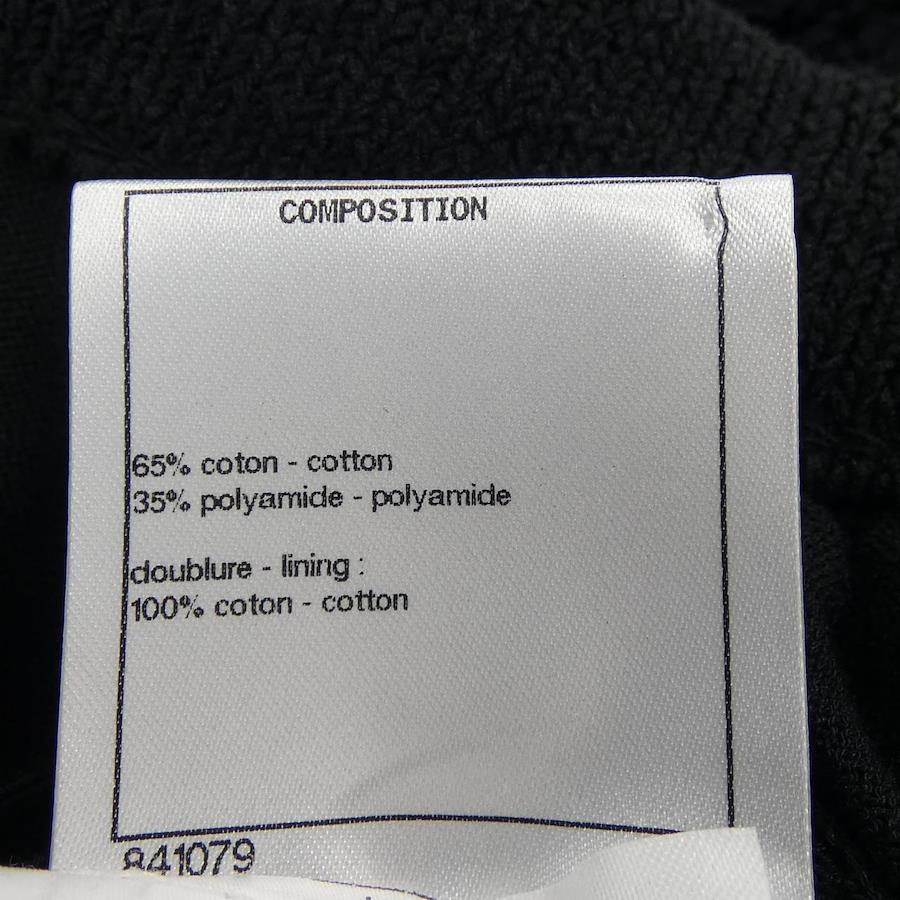 COMPOSITION
65% coton - cotton
35% polyamide - polyamide
doublure - lining :
100% coton - cotton
841079